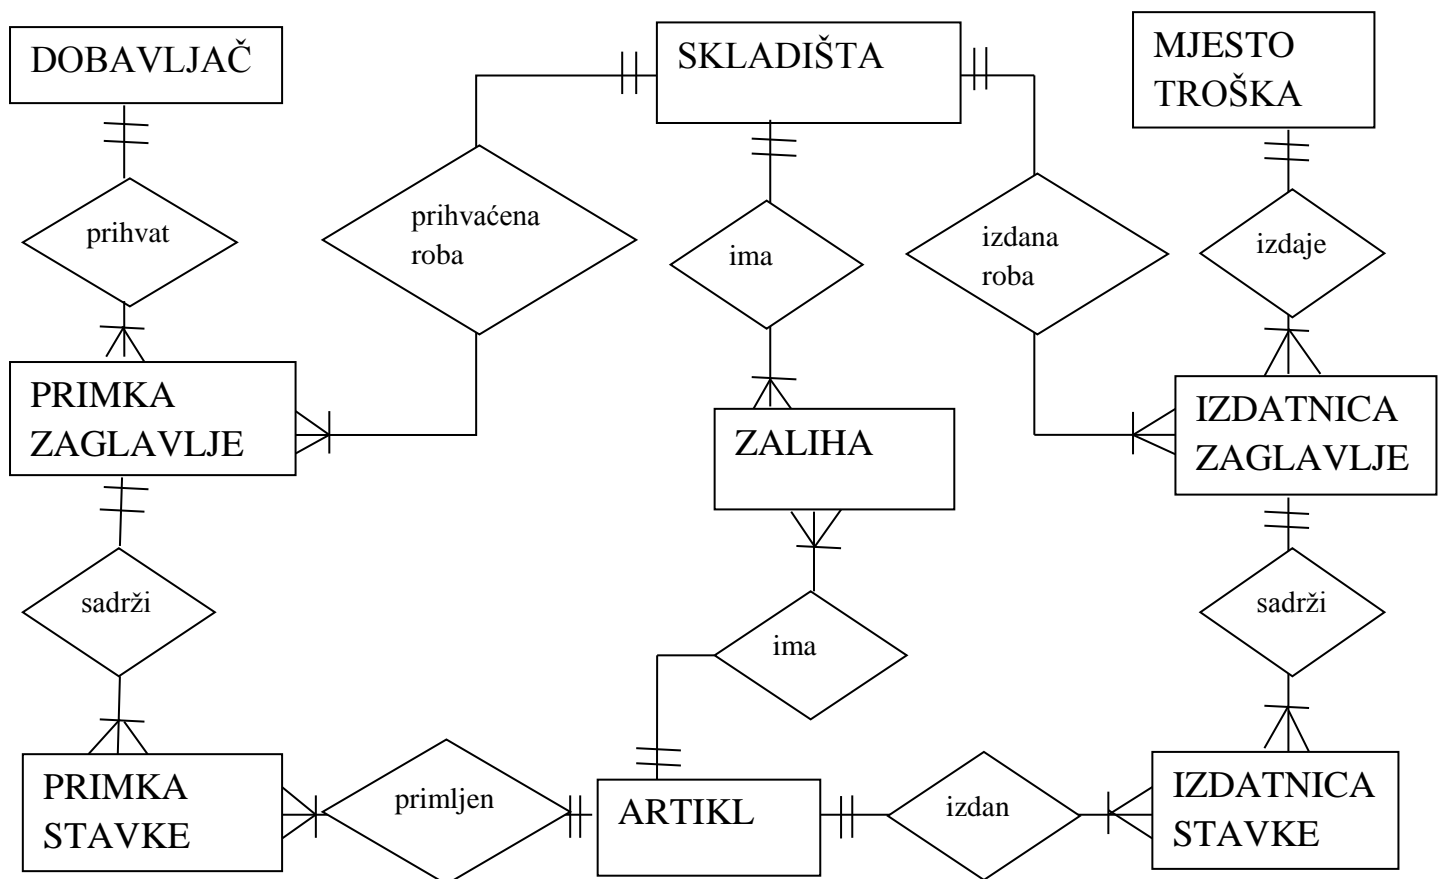 DOBAVLJAČ
SKLADIŠTA
MJESTO
TROŠKA
prihvat
prihvaćena
roba
ima
izdana
roba
izdaje
PRIMKA
ZAGLAVLJE
ZALIHA
IZDATNICA
ZAGLAVLJE
sadrži
ima
sadrži
PRIMKA
STAVKE
primljen
ARTIKL
izdan
IZDATNICA
STAVKE